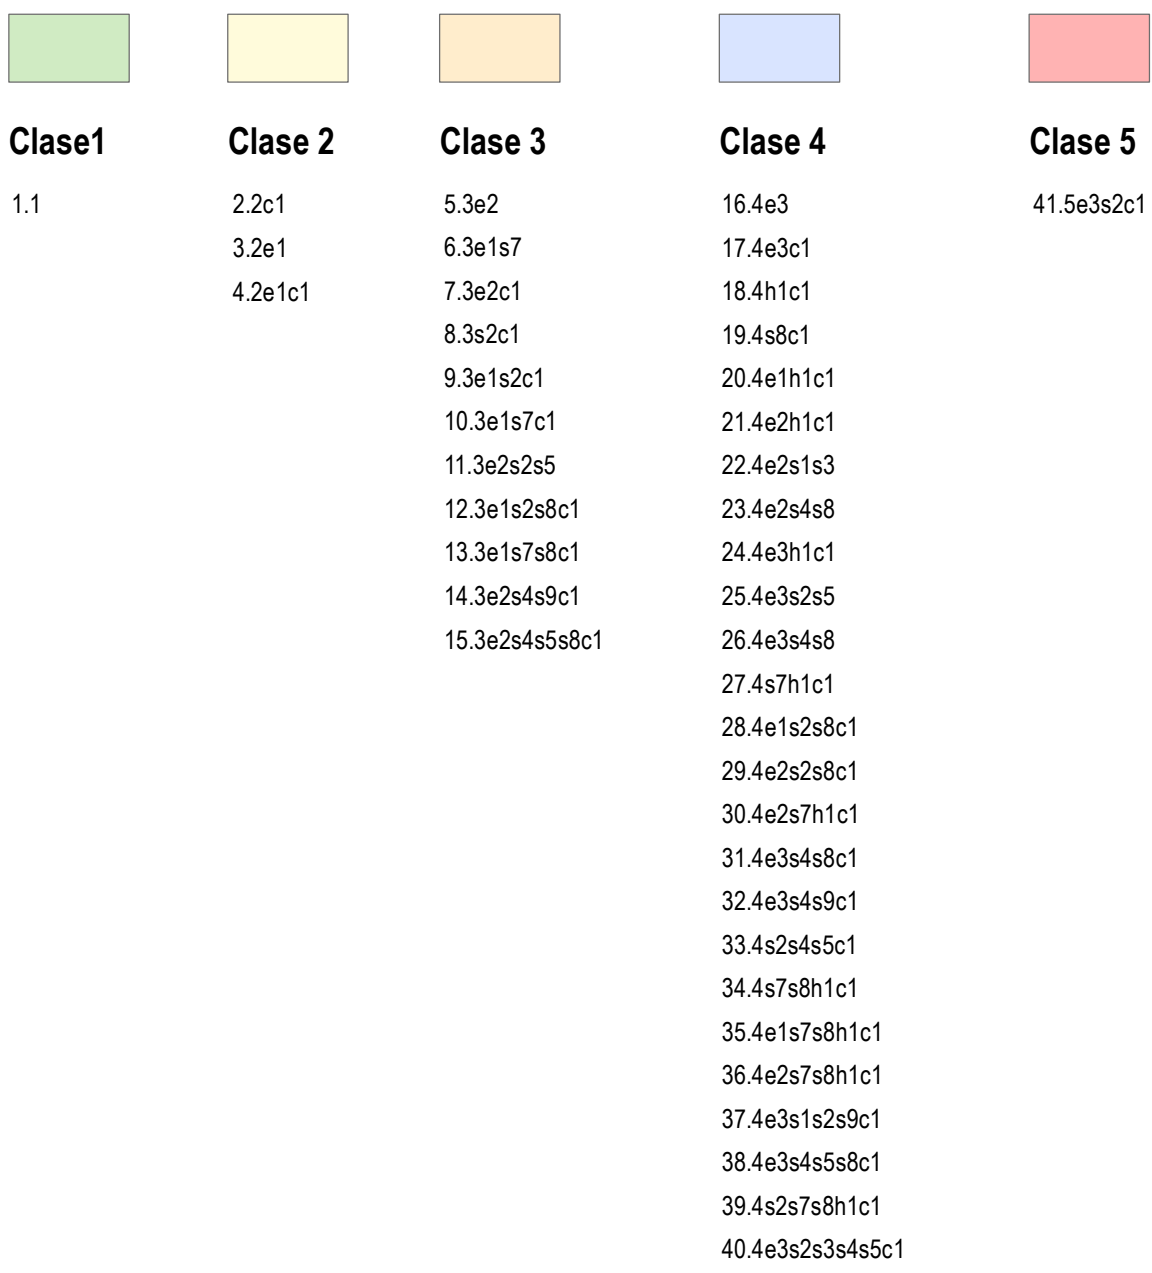 Clase1
1.1
Clase 2
2.2c1
3.2e1
4.2e1c1
Clase 3
5.3e2
6.3e1s7
7.3e2c1
8.3s2c1
9.3e1s2c1
10.3e1s7c1
11.3e2s2s5
12.3e1s2s8c1
13.3e1s7s8c1
14.3e2s4s9c1
15.3e2s4s5s8c1
Clase 4
16.4e3
17.4e3c1
18.4h1c1
19.4s8c1
20.4e1h1c1
21.4e2h1c1
22.4e2s1s3
23.4e2s4s8
24.4e3h1c1
25.4e3s2s5
26.4e3s4s8
27.4s7h1c1
28.4e1s2s8c1
29.4e2s2s8c1
30.4e2s7h1c1
31.4e3s4s8c1
32.4e3s4s9c1
33.4s2s4s5c1
34.4s7s8h1c1
35.4e1s7s8h1c1
36.4e2s7s8h1c1
37.4e3s1s2s9c1
38.4e3s4s5s8c1
39.4s2s7s8h1c1
40.4e3s2s3s4s5c1
Clase 5
41.5e3s2c1